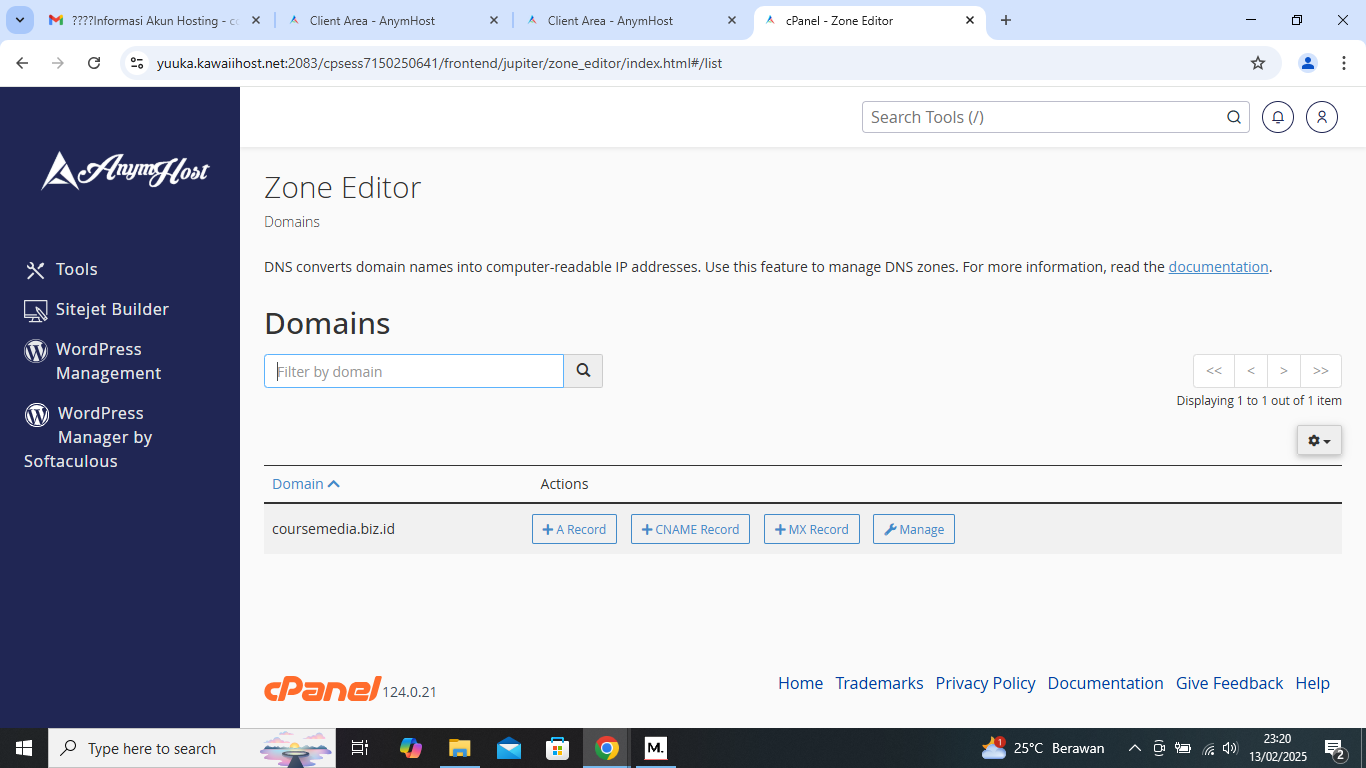 ????Informasi Akun Hosting - co
Client Area - AnymHost
Client Area - AnymHost
cPanel - Zone Editor
yuuka.kawaiihost.net:2083/cpsess7150250641/frontend/jupiter/zone_editor/index.html#/list
AnymHost
Search Tools (/)
Tools
Sitejet Builder
WordPress
Management
WordPress
Manager by
Softaculous
Zone Editor
Domains
DNS converts domain names into computer-readable IP addresses. Use this feature to manage DNS zones. For more information, read the documentation.
Domains
Filter by domain
<< < > >>
Displaying 1 to 1 out of 1 item
Domain Actions
coursemedia.biz.id A Record CNAME Record MX Record Manage
cPanel 124.0.21
Home Trademarks Privacy Policy Documentation Give Feedback Help
Type here to search
M.
1
25°C Berawan
23:20
13/02/2025
2